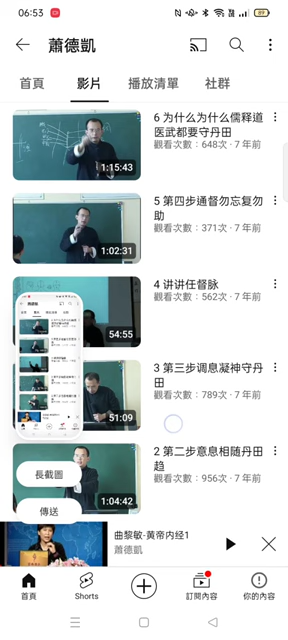 06:53
89
蕭德凱
首頁
影片
播放清單
社群
6 为什么为什么儒释道
医武都要守丹田
觀看次數：648次 · 7 年前
1:15:43
5 第四步通督勿忘复勿
助
觀看次數：371次 · 7 年前
1:02:31
4 讲讲任督脉
觀看次數：562次 · 7 年前
54:55
3 第三步调息凝神守丹
田
觀看次數：789次 · 7 年前
51:09
2 第二步意息相随丹田
趋
觀看次數：956次 · 7 年前
1:04:42
長截圖
傳送
曲黎敏-黄帝内经1
蕭德凱
首頁
Shorts
訂閱內容
你的內容